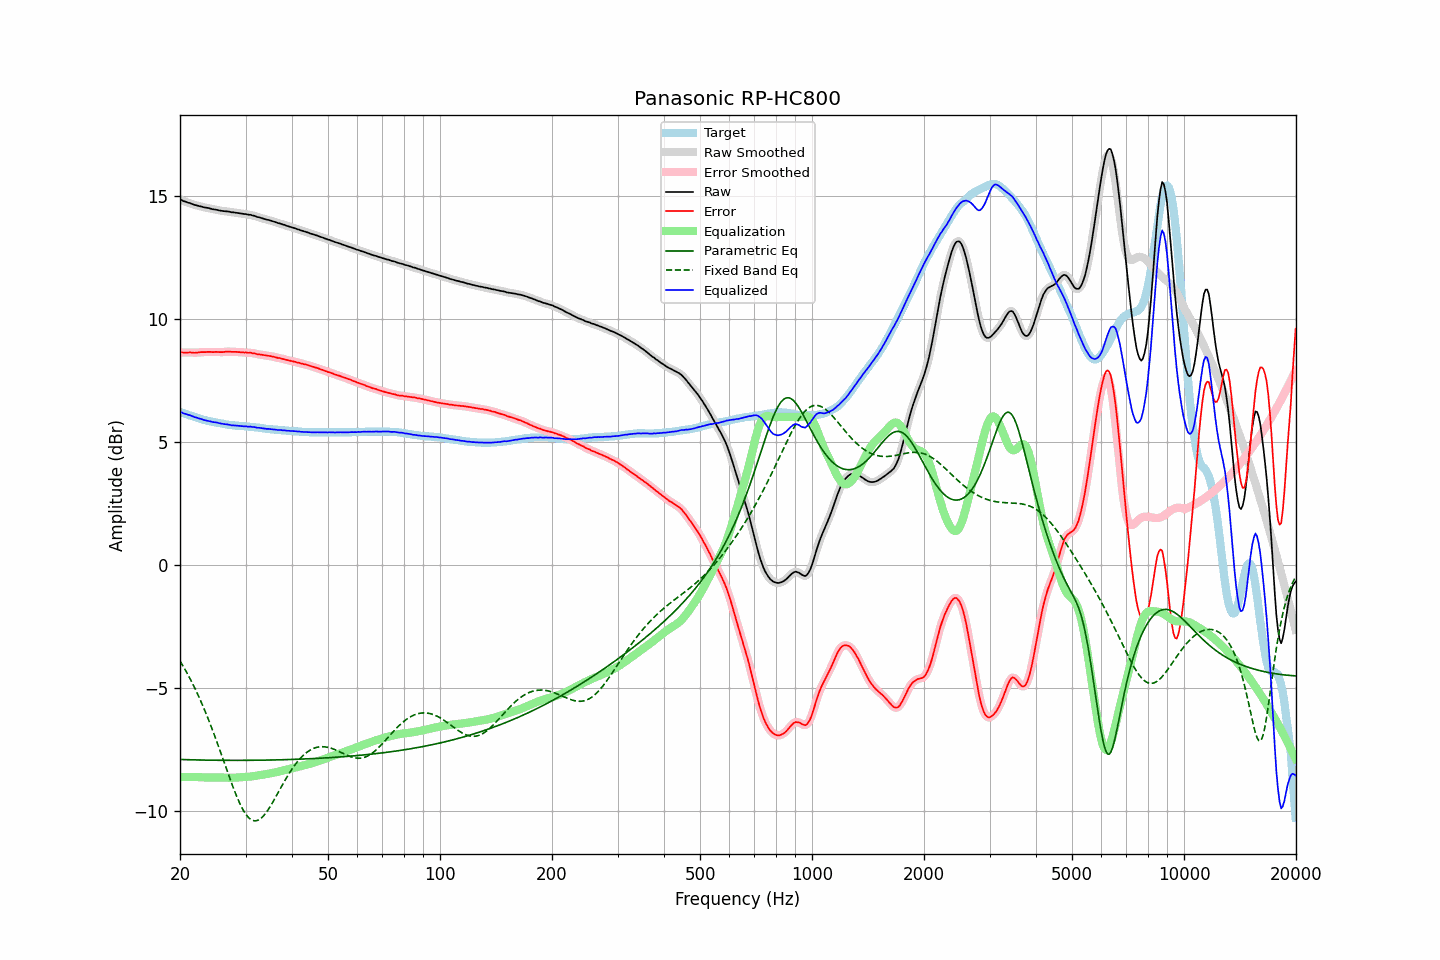 Panasonic RP-HC800
Target
Raw Smoothed
Error Smoothed
Raw
Error
Equalization
Parametric Eq
Fixed Band Eq
Equalized
Amplitude (dBr)
15
10
5
0
−5
−10
20 50 100 200 500 1000 2000 5000 10000 20000
Frequency (Hz)